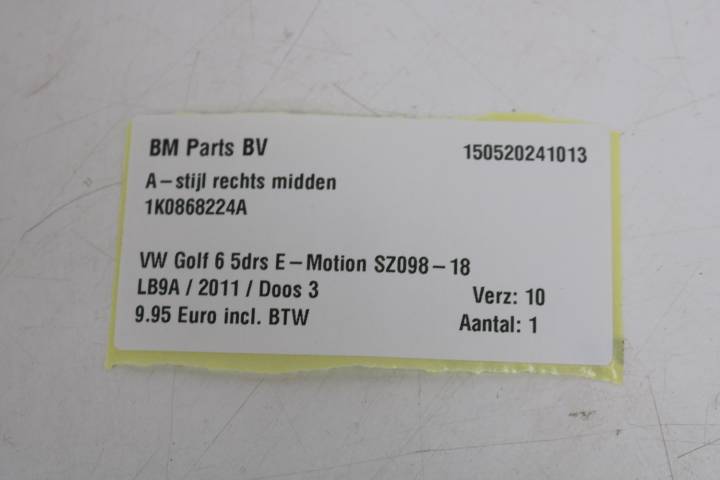 BM Parts BV 150520241013
A-stijl rechts midden
1K0868224A
VW Golf 6 5drs E-Motion SZ098-18
LB9A / 2011 / Doos 3 Verz: 10
9.95 Euro incl. BTW Aantal: 1